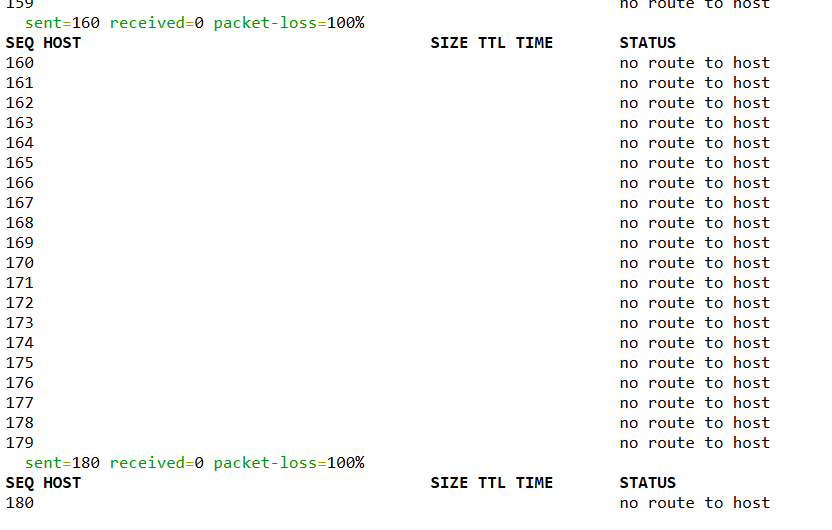 159 no route to host
sent=160 received=0 packet-loss=100%
SEQ HOST SIZE TTL TIME STATUS
160 no route to host
161 no route to host
162 no route to host
163 no route to host
164 no route to host
165 no route to host
166 no route to host
167 no route to host
168 no route to host
169 no route to host
170 no route to host
171 no route to host
172 no route to host
173 no route to host
174 no route to host
175 no route to host
176 no route to host
177 no route to host
178 no route to host
179 no route to host
sent=180 received=0 packet-loss=100%
SEQ HOST SIZE TTL TIME STATUS
180 no route to host